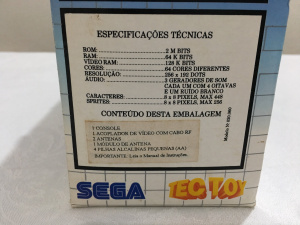 ESPECIFICAÇÕES TÉCNICAS
ROM: 2 M BITS
RAM: 64 K BITS
VÍDEO RAM: 128 K BITS
CORES: 64 CORES DIFERENTES
RESOLUÇÃO: 256 x 192 DOTS
ÁUDIO: 3 GERADORES DE SOM
CADA UM COM 4 OITAVAS
E UM RUÍDO BRANCO
CARACTERES: 8 x 8 PIXELS, MAX 448
SPRITES: 8 x 8 PIXELS, MAX 256
CONTEÚDO DESTA EMBALAGEM
1 CONSOLE
1 ACOPLADOR DE VÍDEO COM CABO RF
2 ANTENAS
1 MÓDULO DE ANTENA
4 PILHAS ALCALINAS PEQUENAS (AA)
IMPORTANTE: Leia o Manual de Instruções.
SEGA
TEC TOY